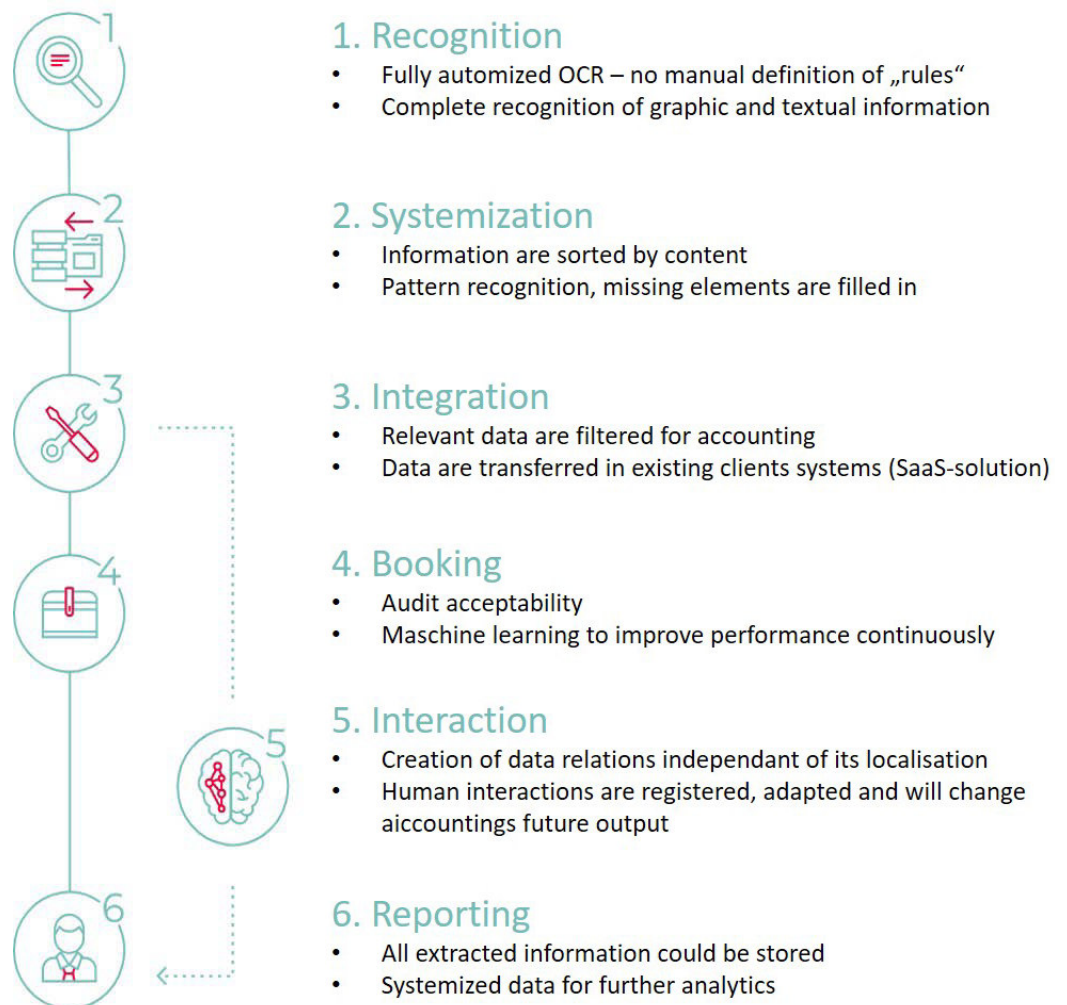 1
1. Recognition
• Fully automized OCR – no manual definition of „rules“
• Complete recognition of graphic and textual information
2
2. Systemization
• Information are sorted by content
• Pattern recognition, missing elements are filled in
3
3. Integration
• Relevant data are filtered for accounting
• Data are transferred in existing clients systems (SaaS-solution)
4
4. Booking
• Audit acceptability
• Maschine learning to improve performance continuously
5
5. Interaction
• Creation of data relations independant of its localisation
• Human interactions are registered, adapted and will change
aiccountings future output
6
6. Reporting
• All extracted information could be stored
• Systemized data for further analytics